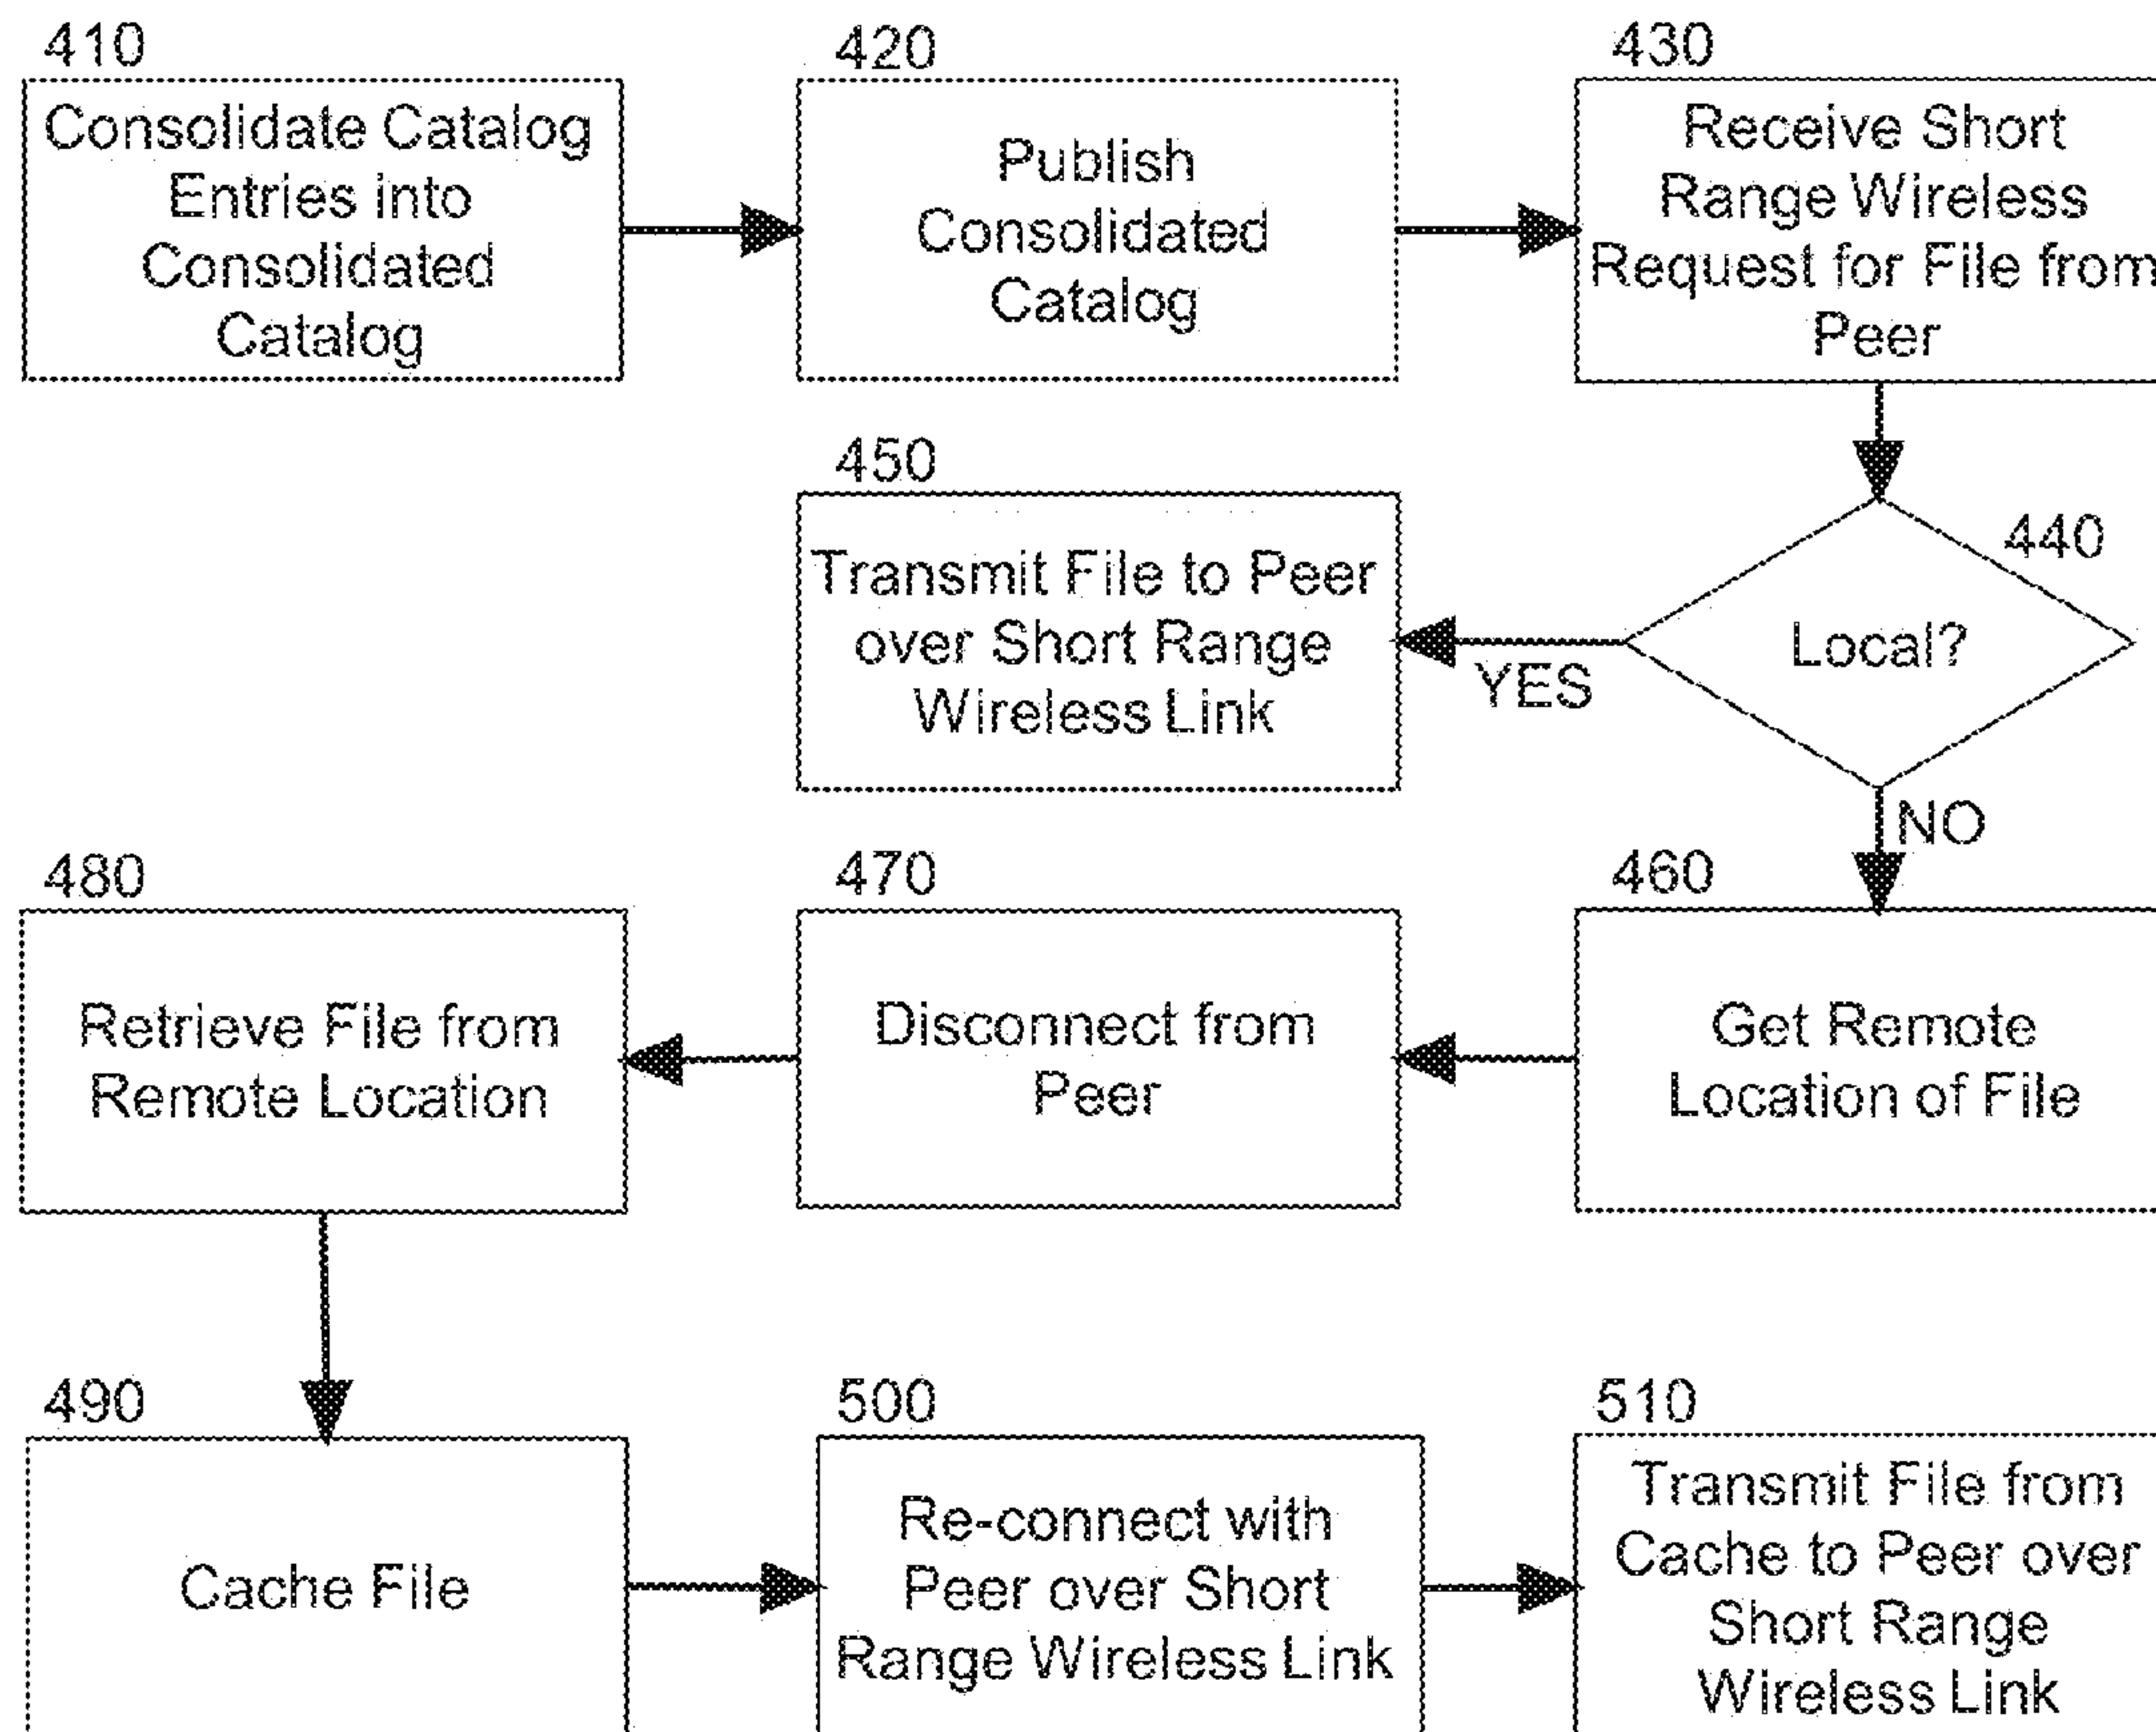 410
Consolidate Catalog
Entries into
Consolidated
Catalog
420
Publish
Consolidated
Catalog
430
Receive Short
Range Wireless
Request for File from
Peer
440
Local?
YES
NO
450
Transmit File to Peer
over Short Range
Wireless Link
460
Get Remote
Location of File
470
Disconnect from
Peer
480
Retrieve File from
Remote Location
490
Cache File
500
Re-connect with
Peer over Short
Range Wireless Link
510
Transmit File from
Cache to Peer over
Short Range
Wireless Link